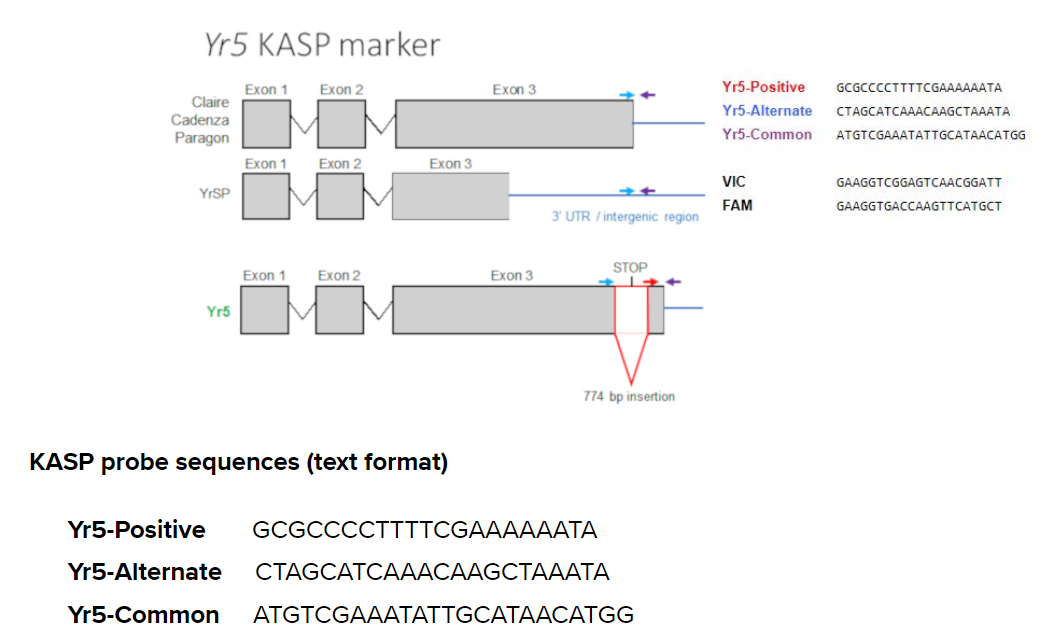 Yr5 KASP marker
Exon 1 Exon 2 Exon 3
Claire
Cadenza
Paragon
Yr5-Positive GCGCCCCTTTTCGAAAAAATA
Yr5-Alternate CTAGCATCAAACAAGCTAAATA
Yr5-Common ATGTCGAAATATTGCATAACATGG
Exon 1 Exon 2 Exon 3
YrSP
3' UTR / intergenic region
VIC GAAGGTCGGAGTCAACGGATT
FAM GAAGGTGACCAAGTTCATGCT
Exon 1 Exon 2 Exon 3 STOP
Yr5
774 bp insertion
KASP probe sequences (text format)
Yr5-Positive GCGCCCCTTTTCGAAAAAATA
Yr5-Alternate CTAGCATCAAACAAGCTAAATA
Yr5-Common ATGTCGAAATATTGCATAACATGG